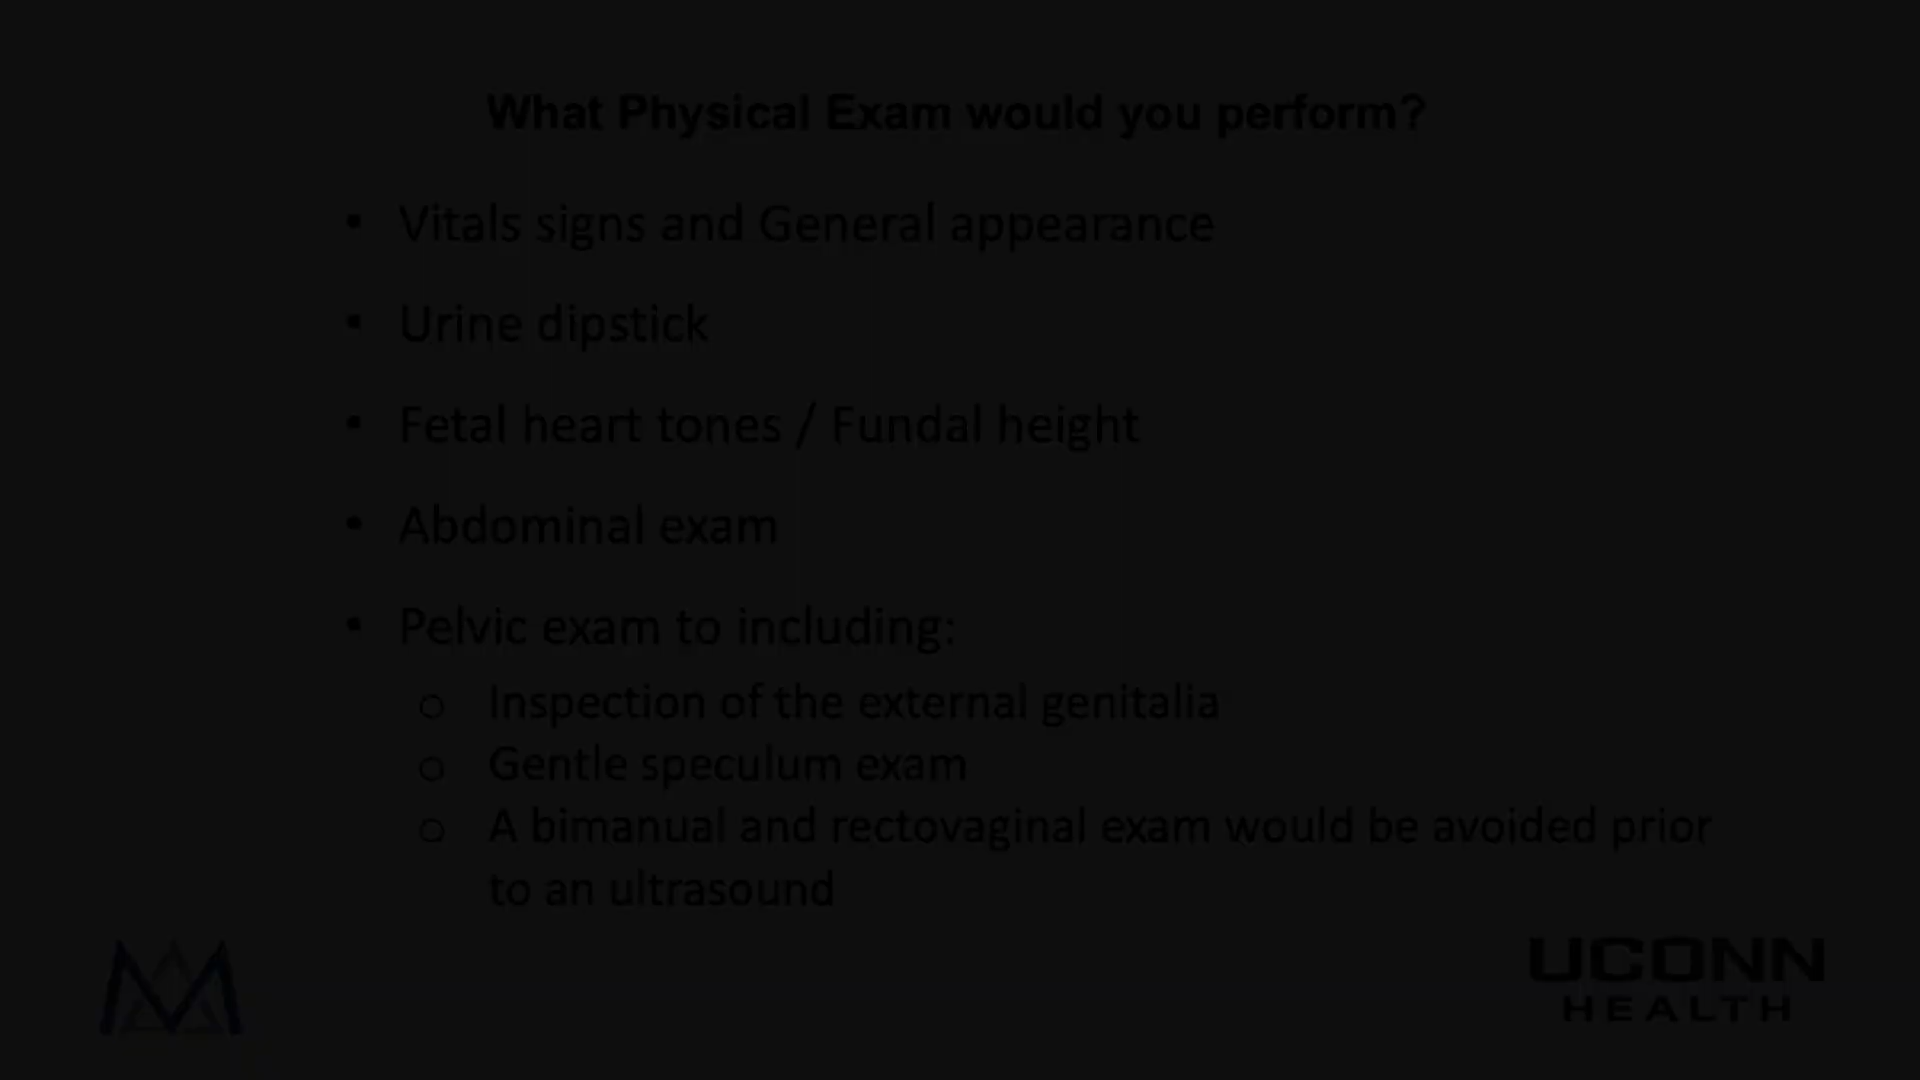 What Physical Exam would you perform?
• Vitals signs and General appearance
• Urine dipstick
• Fetal heart tones / Fundal height
• Abdominal exam
• Pelvic exam to including:
o Inspection of the external genitalia
o Gentle speculum exam
o A bimanual and rectovaginal exam would be avoided prior
to an ultrasound
UCONN
HEALTH